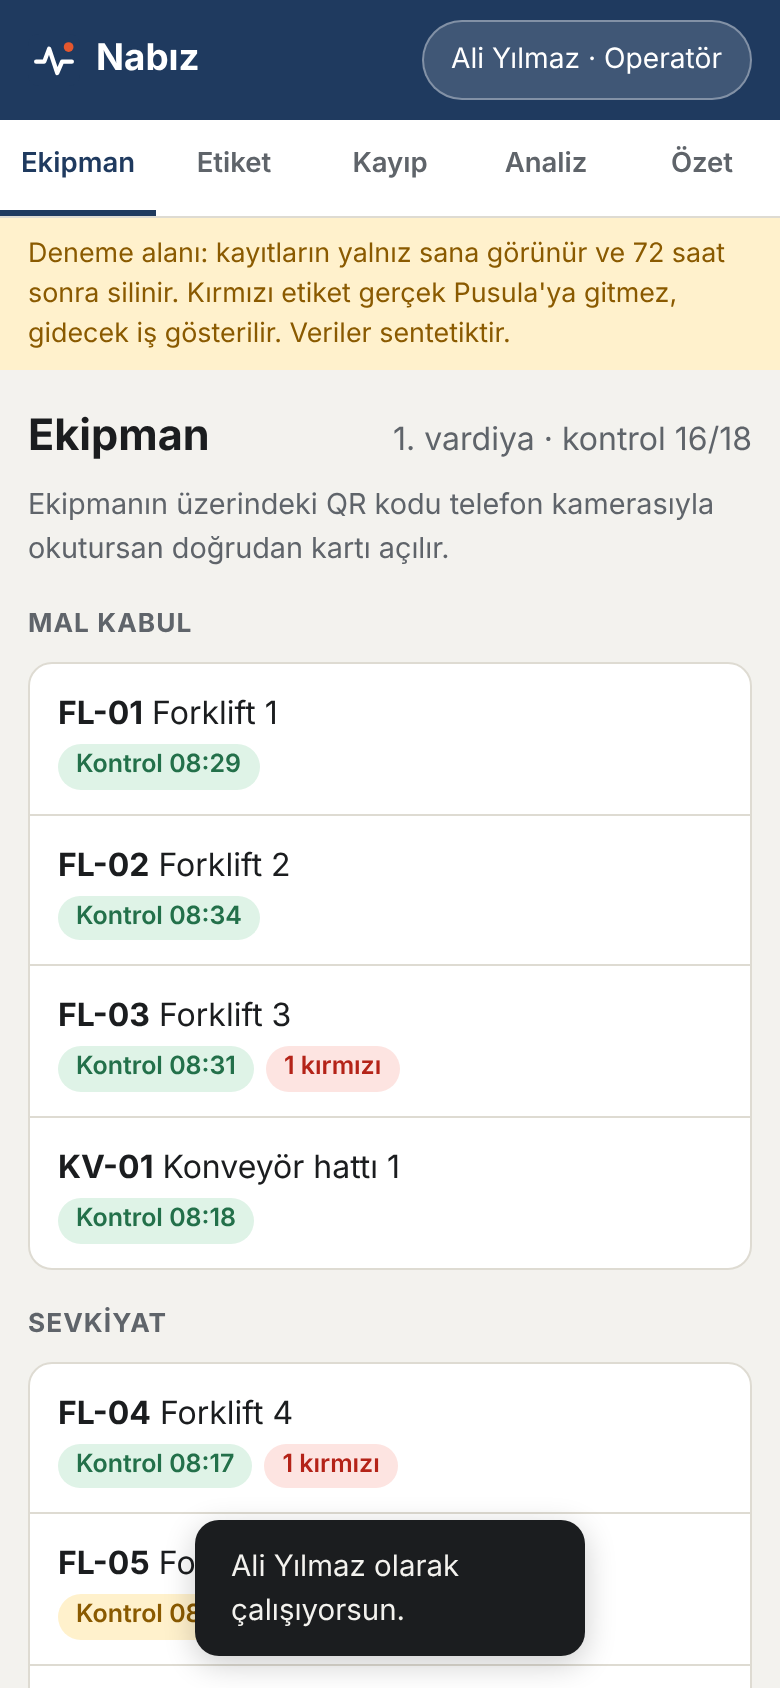 Nabız
Ali Yılmaz · Operatör
Ekipman
Etiket
Kayıp
Analiz
Özet
Deneme alanı: kayıtların yalnız sana görünür ve 72 saat
sonra silinir. Kırmızı etiket gerçek Pusula'ya gitmez,
gidecek iş gösterilir. Veriler sentetiktir.
Ekipman
1. vardiya · kontrol 16/18
Ekipmanın üzerindeki QR kodu telefon kamerasıyla
okutursan doğrudan kartı açılır.
MAL KABUL
FL-01 Forklift 1
Kontrol 08:29
FL-02 Forklift 2
Kontrol 08:34
FL-03 Forklift 3
Kontrol 08:31
1 kırmızı
KV-01 Konveyör hattı 1
Kontrol 08:18
SEVKİYAT
FL-04 Forklift 4
Kontrol 08:17
1 kırmızı
FL-05
Kontrol
Ali Yılmaz olarak
çalışıyorsun.